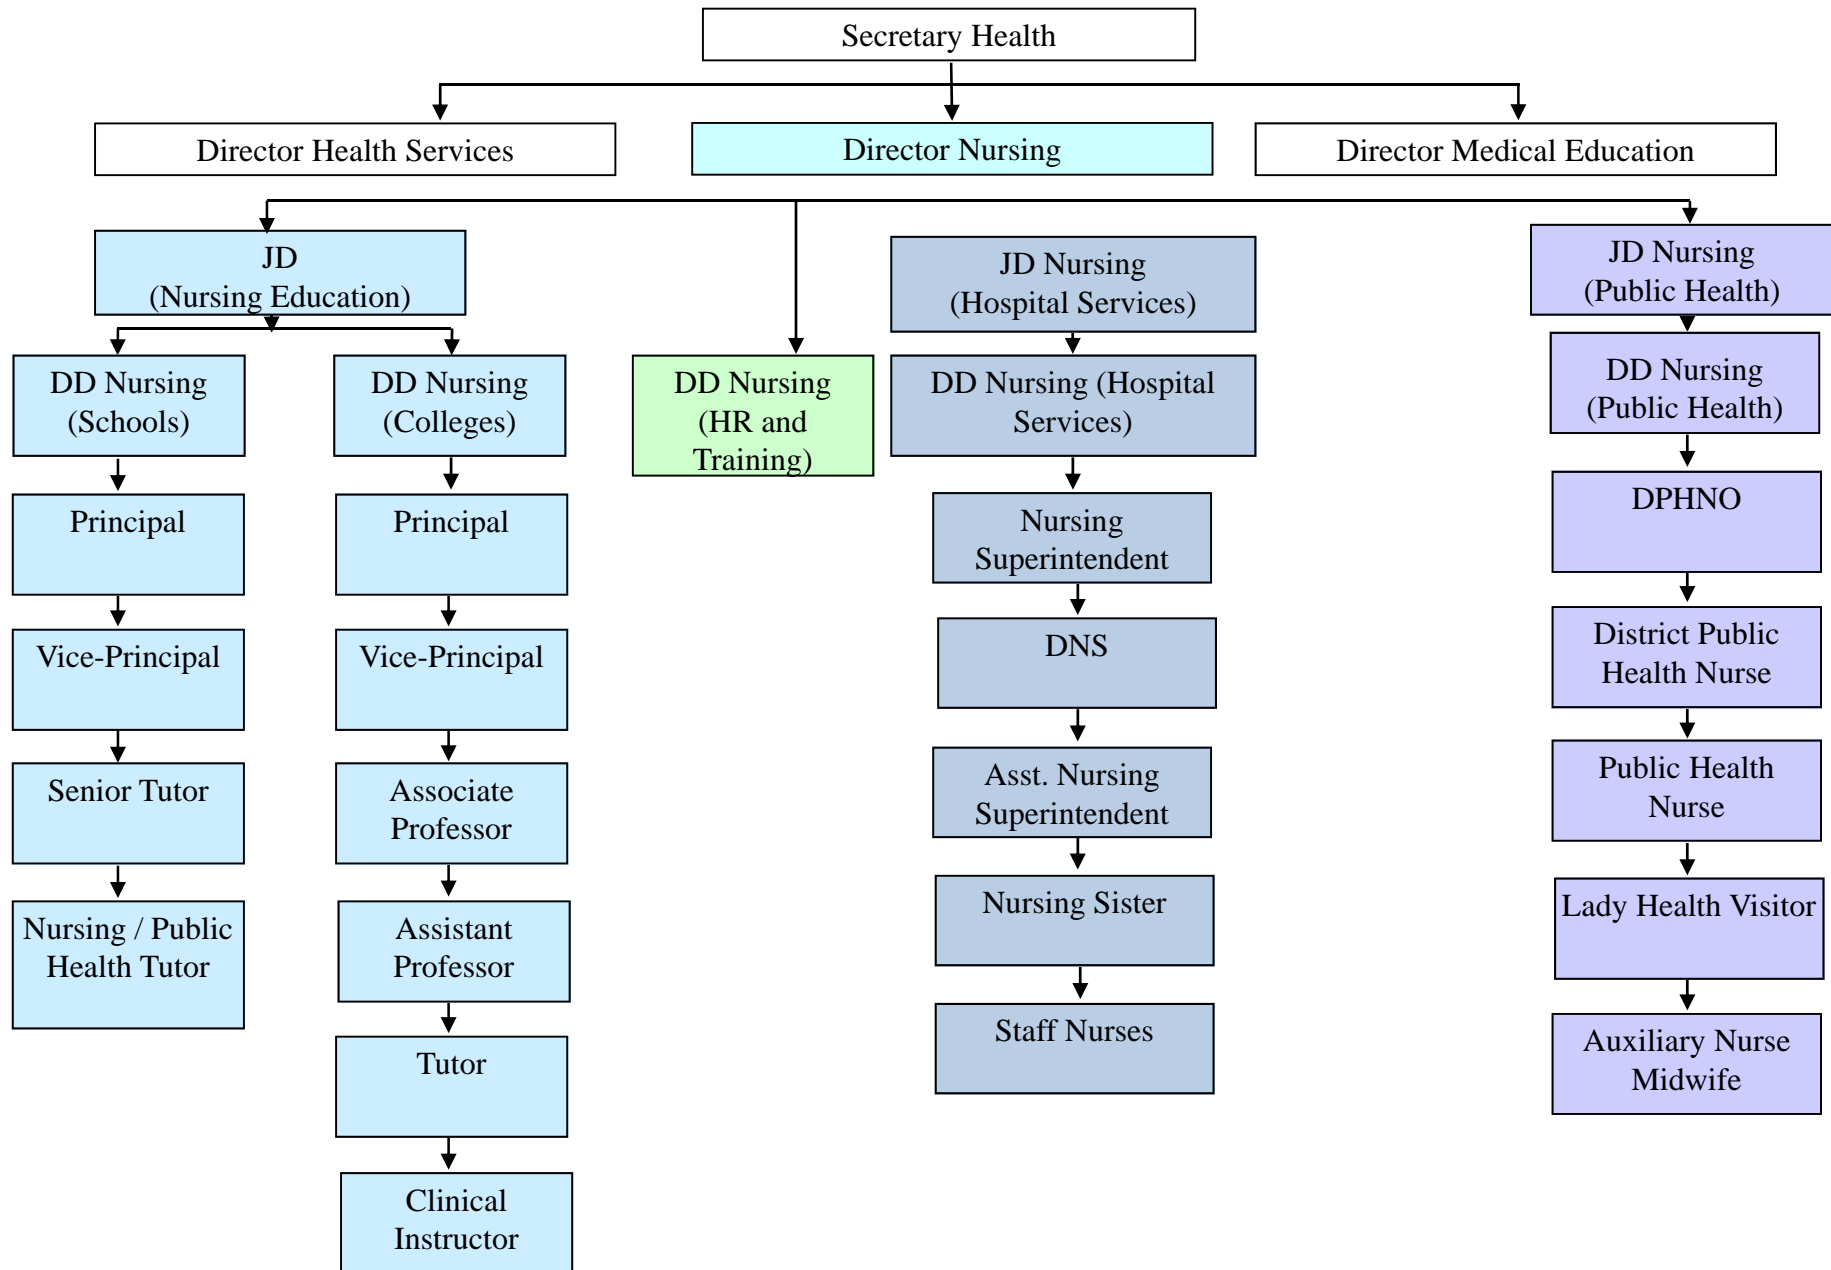 Secretary Health
Director Health Services
Director Nursing
Director Medical Education
JD
(Nursing Education)
JD Nursing
(Hospital Services)
JD Nursing
(Public Health)
DD Nursing
(Schools)
DD Nursing
(Colleges)
DD Nursing
(HR and
Training)
DD Nursing (Hospital
Services)
DD Nursing
(Public Health)
Principal
Principal
Nursing
Superintendent
DPHNO
Vice-Principal
Vice-Principal
DNS
District Public
Health Nurse
Senior Tutor
Associate
Professor
Asst. Nursing
Superintendent
Public Health
Nurse
Nursing / Public
Health Tutor
Assistant
Professor
Nursing Sister
Lady Health Visitor
Tutor
Staff Nurses
Auxiliary Nurse
Midwife
Clinical
Instructor